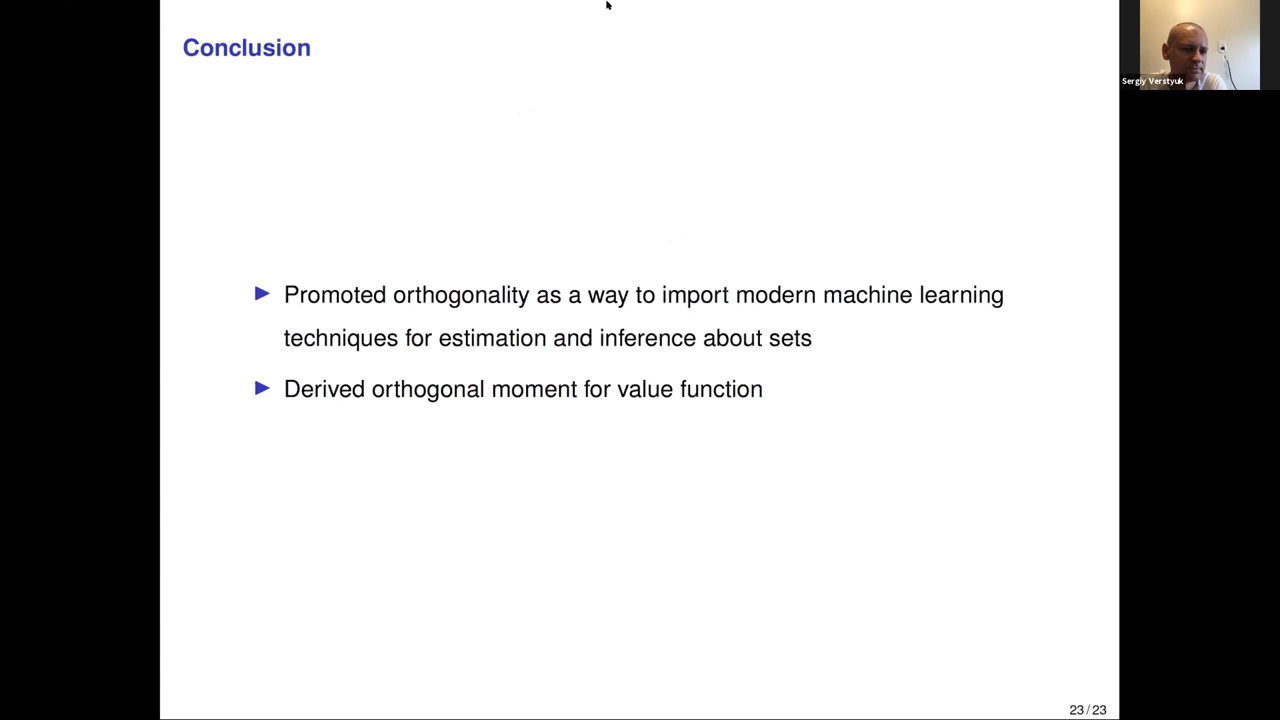 Conclusion
Sergiy Verstyuk
▶ Promoted orthogonality as a way to import modern machine learning
techniques for estimation and inference about sets
▶ Derived orthogonal moment for value function
23 / 23